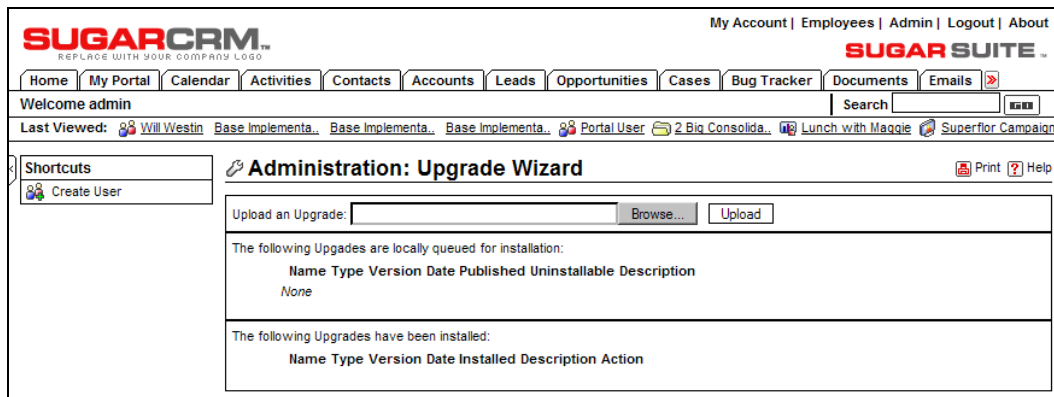 My Account | Employees | Admin | Logout | About
SUGARCRM™
REPLACE WITH YOUR COMPANY LOGO
SUGAR SUITE™
Home My Portal Calendar Activities Contacts Accounts Leads Opportunities Cases Bug Tracker Documents Emails »
Welcome admin Search GO
Last Viewed: Will Westin Base Implementa.. Base Implementa.. Base Implementa.. Portal User 2 Big Consolida.. Lunch with Maggie Superflor Campaign
Shortcuts
Create User
Administration: Upgrade Wizard
Print ? Help
Upload an Upgrade: Browse... Upload
The following Upgades are locally queued for installation:
Name Type Version Date Published Uninstallable Description
None
The following Upgrades have been installed:
Name Type Version Date Installed Description Action